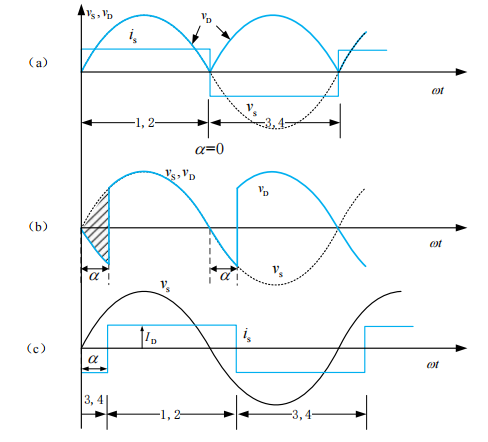 vS, vD
vD
is
(a)
vs
ωt
1, 2
3, 4
α=0
vS, vD
vD
(b)
ωt
α
α
vs
vs
ID
is
(c)
α
ωt
3, 4
1, 2
3, 4